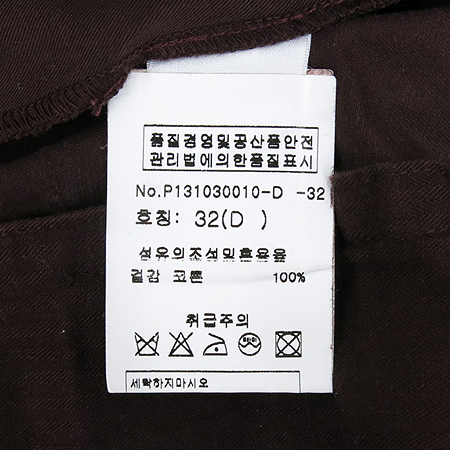 품질경영및공산품안전
관리법에의한품질표시
No.P131030010-D -32
호칭: 32(D )
섬유의조성및혼용율
겉감 코튼 100%
취급주의
세탁하지마시오